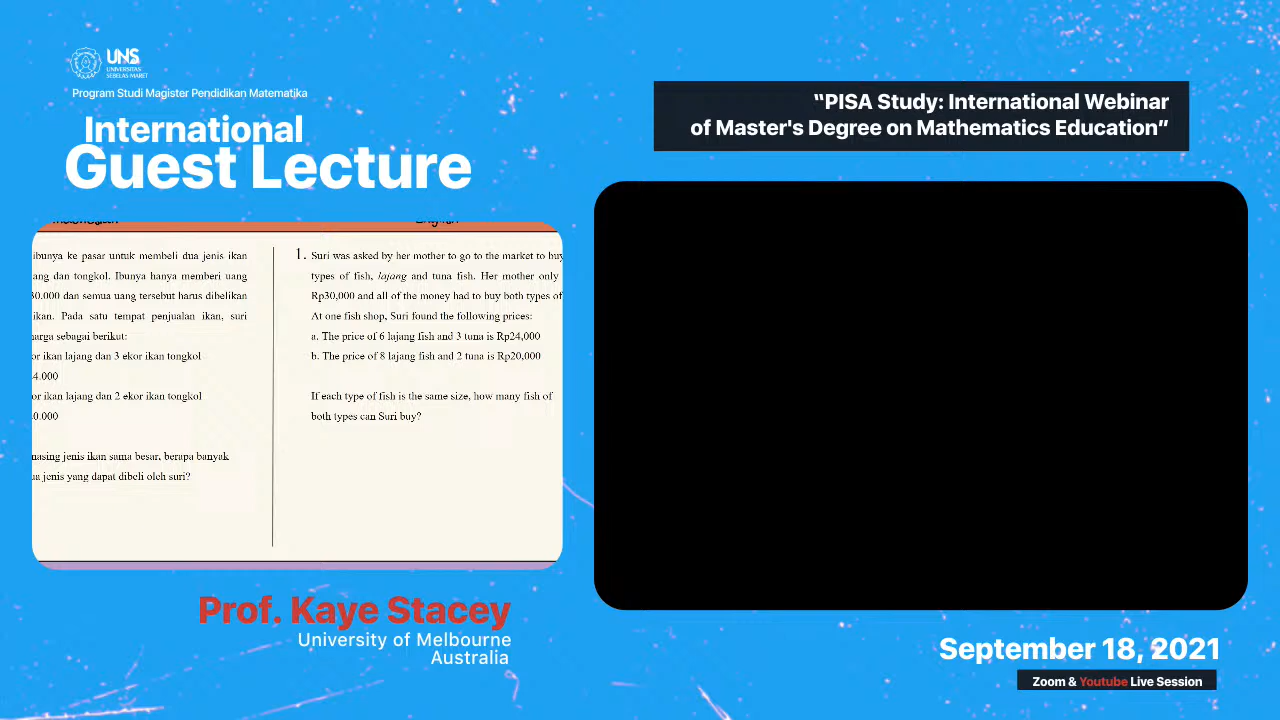 UNS
UNIVERSITAS
SEBELAS MARET
Program Studi Magister Pendidikan Matematika
International
Guest Lecture
"PISA Study: International Webinar
of Master's Degree on Mathematics Education"
ibunya ke pasar untuk membeli dua jenis ikan
ang dan tongkol. Ibunya hanya memberi uang
30.000 dan semua uang tersebut harus dibelikan
ikan. Pada satu tempat penjualan ikan, suri
harga sebagai berikut:
or ikan lajang dan 3 ekor ikan tongkol
4.000
or ikan lajang dan 2 ekor ikan tongkol
0.000
masing jenis ikan sama besar, berapa banyak
ua jenis yang dapat dibeli oleh suri?
1. Suri was asked by her mother to go to the market to buy
types of fish, lajang and tuna fish. Her mother only
Rp30,000 and all of the money had to buy both types of
At one fish shop, Suri found the following prices:
a. The price of 6 lajang fish and 3 tuna is Rp24,000
b. The price of 8 lajang fish and 2 tuna is Rp20,000
If each type of fish is the same size, how many fish of
both types can Suri buy?
Prof. Kaye Stacey
University of Melbourne
Australia
September 18, 2021
Zoom & Youtube Live Session